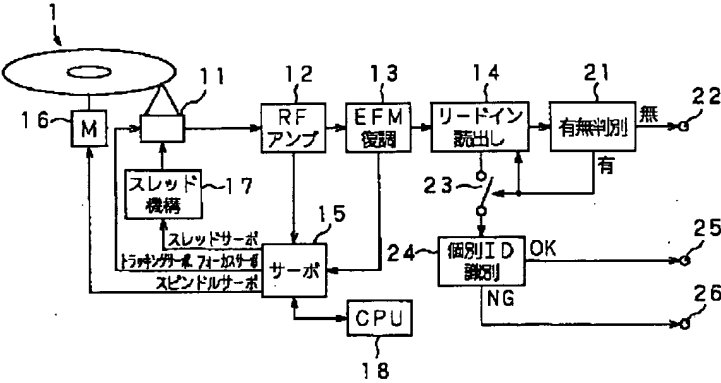 1
11
12
13
14
21
22
16
M
RF
アンプ
EFM
復調
リードイン
読出し
有無判別
無
有
スレッド
機構
17
23
15
スレッドサーボ
トラッキングサーボ、フォーカスサーボ
スピンドルサーボ
サーボ
24
個別ID
識別
OK
25
NG
26
CPU
18